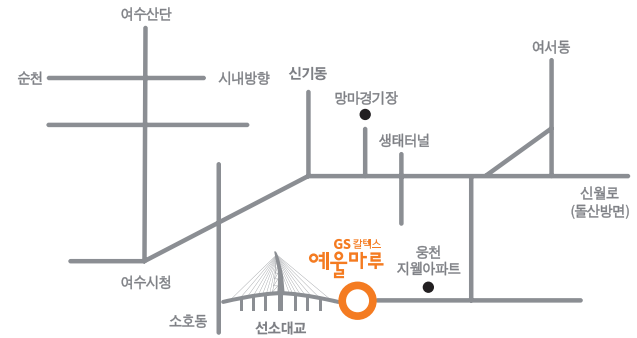 여수산단
여서동
순천
시내방향
신기동
망마경기장
생태터널
신월로
(돌산방면)
GS칼텍스
예울마루
웅천
지웰아파트
여수시청
소호동
선소대교